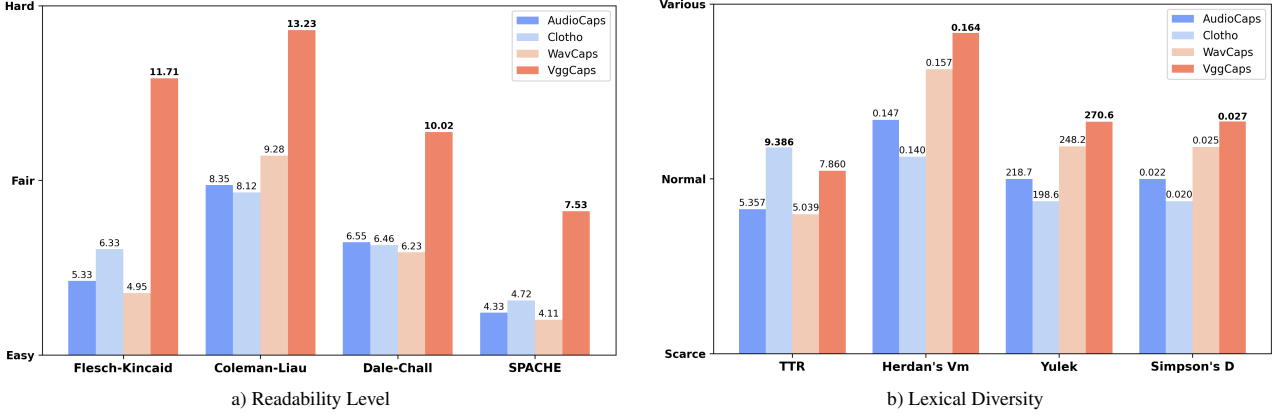 Hard
Fair
Easy
AudioCaps
Clotho
WavCaps
VggCaps
5.33
6.33
4.95
11.71
8.35
8.12
9.28
13.23
6.55
6.46
6.23
10.02
4.33
4.72
4.11
7.53
Flesch-Kincaid
Coleman-Liau
Dale-Chall
SPACHE
a) Readability Level
Various
Normal
Scarce
AudioCaps
Clotho
WavCaps
VggCaps
5.357
9.386
5.039
7.860
0.147
0.140
0.157
0.164
218.7
198.6
248.2
270.6
0.022
0.020
0.025
0.027
TTR
Herdan's Vm
Yulek
Simpson's D
b) Lexical Diversity